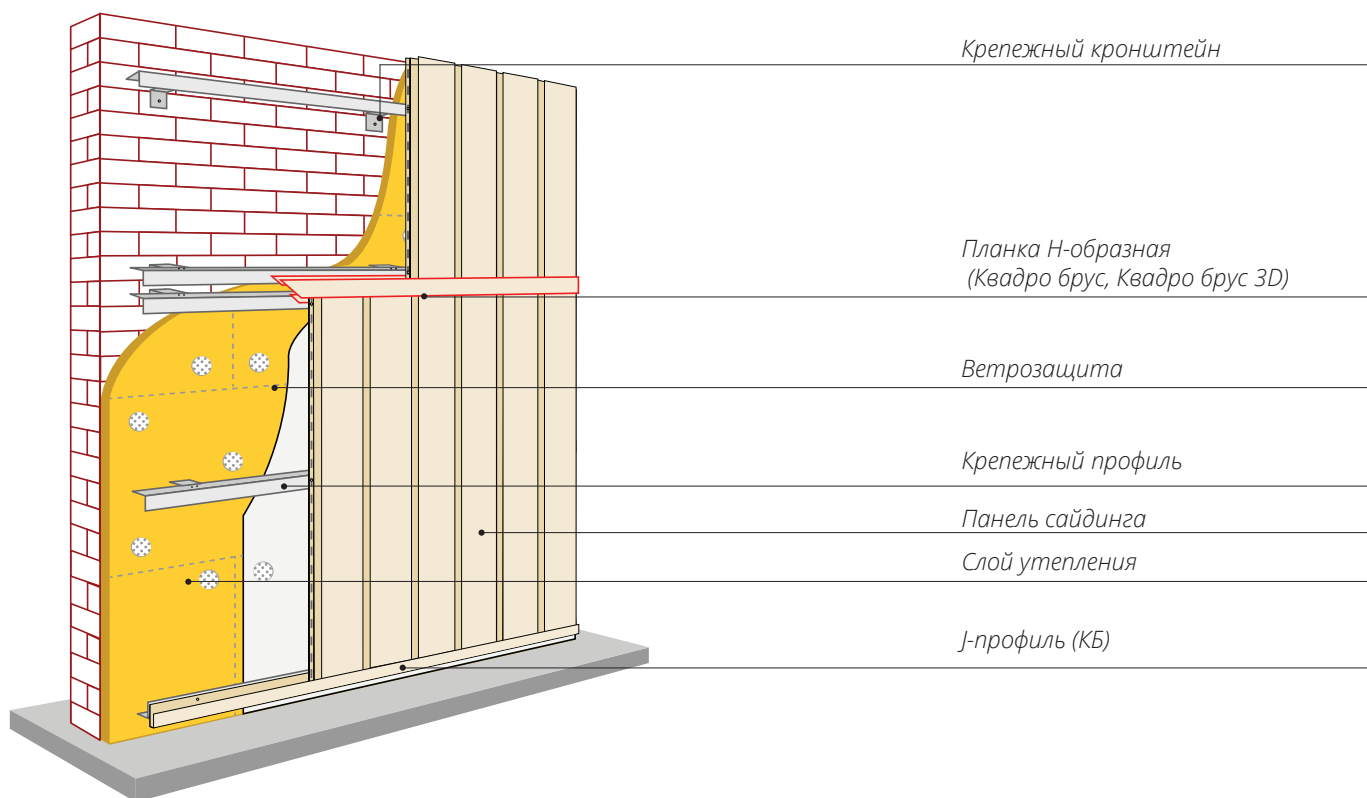 Крепежный кронштейн
Планка Н-образная
(Квадро брус, Квадро брус 3D)
Ветрозащита
Крепежный профиль
Панель сайдинга
Слой утепления
J-профиль (КБ)